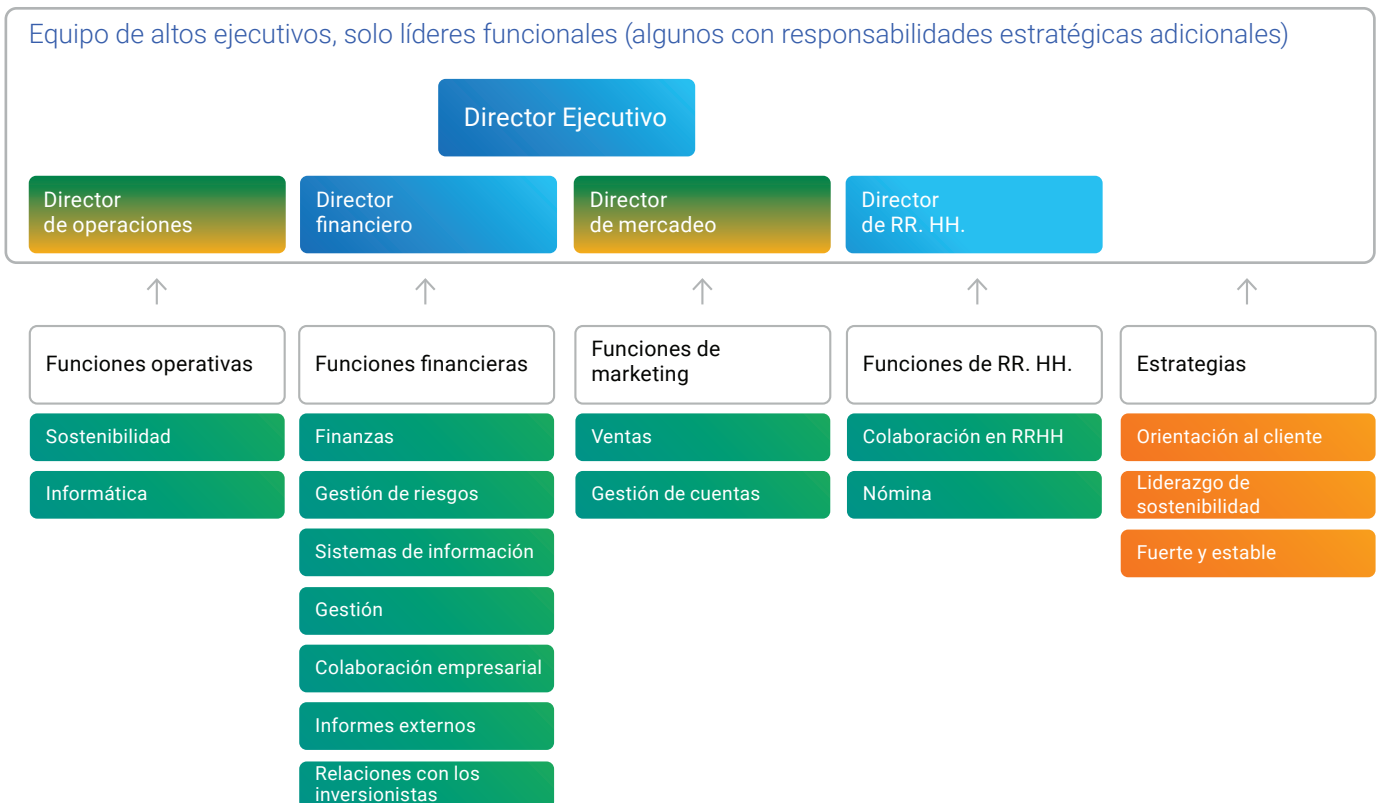 Equipo de altos ejecutivos, solo líderes funcionales (algunos con responsabilidades estratégicas adicionales)
Director Ejecutivo
Director
de operaciones
Director
financiero
Director
de mercadeo
Director
de RR. HH.
Funciones operativas
Sostenibilidad
Informática
Funciones financieras
Finanzas
Gestión de riesgos
Sistemas de información
Gestión
Colaboración empresarial
Informes externos
Relaciones con los
inversionistas
Funciones de
marketing
Ventas
Gestión de cuentas
Funciones de RR. HH.
Colaboración en RRHH
Nómina
Estrategias
Orientación al cliente
Liderazgo de
sostenibilidad
Fuerte y estable